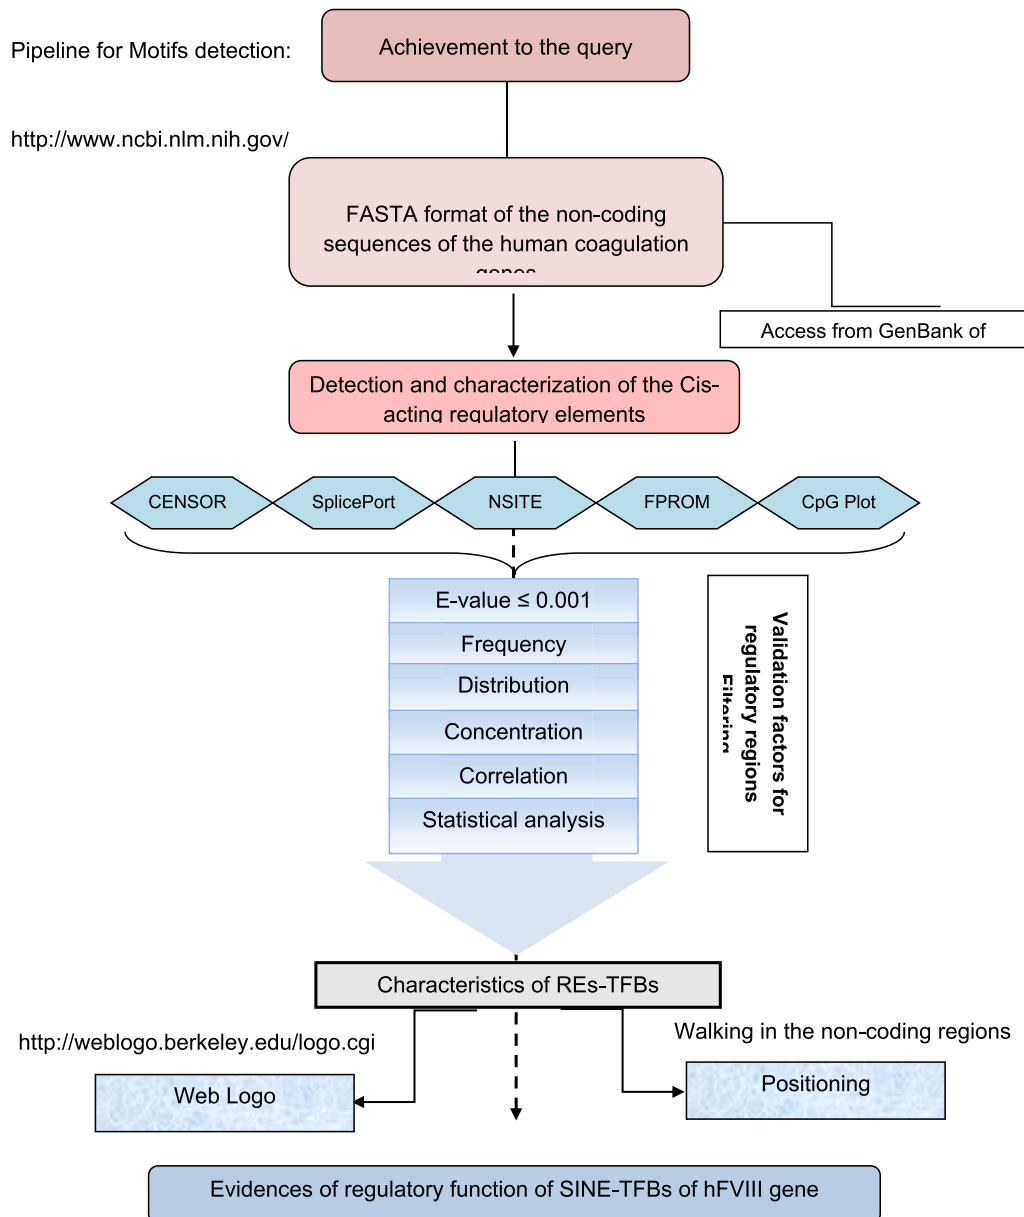 Achievement to the query
Pipeline for Motifs detection:
http://www.ncbi.nlm.nih.gov/
FASTA format of the non-coding
sequences of the human coagulation
genes
Access from GenBank of
Detection and characterization of the Cis-
acting regulatory elements
CENSOR
SplicePort
NSITE
FPROM
CpG Plot
E-value ≤ 0.001
Frequency
Distribution
Concentration
Correlation
Statistical analysis
Validation factors for
regulatory regions
Filtering
Characteristics of REs-TFBs
http://weblogo.berkeley.edu/logo.cgi
Walking in the non-coding regions
Web Logo
Positioning
Evidences of regulatory function of SINE-TFBs of hFVIII gene